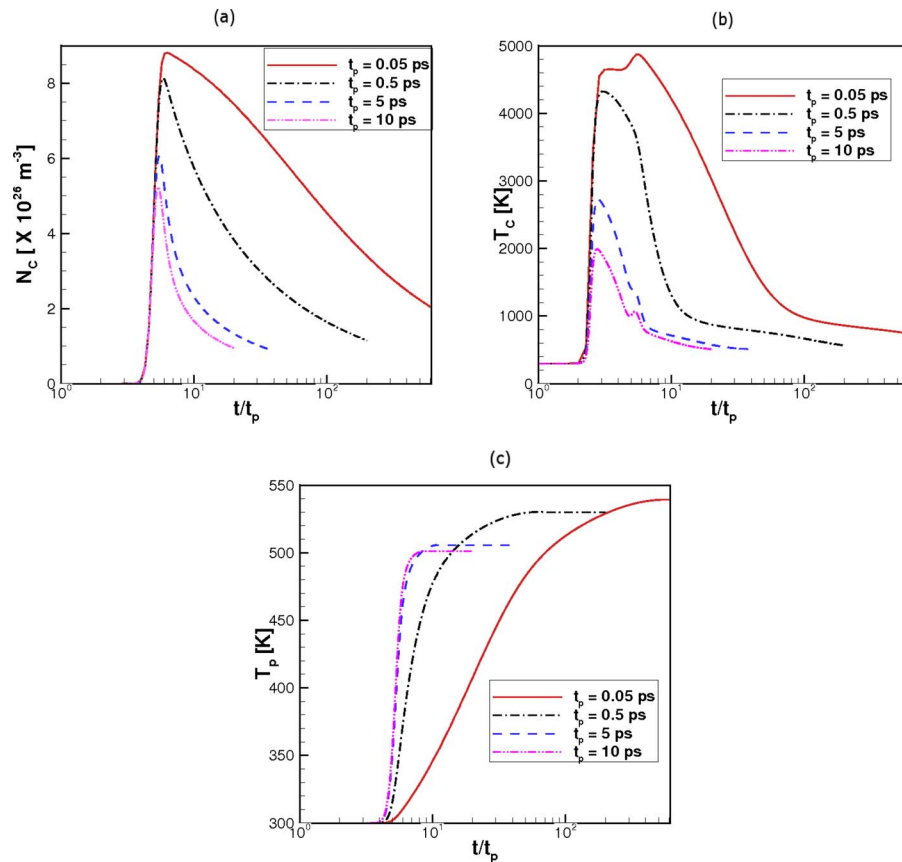 (a)
N_C [ X 10^26 m^-3]
8
6
4
2
0
10^0
10^1
10^2
t/t_p
t_p = 0.05 ps
t_p = 0.5 ps
t_p = 5 ps
t_p = 10 ps
(b)
T_C [K]
5000
4000
3000
2000
1000
0
10^0
10^1
10^2
t/t_p
t_p = 0.05 ps
t_p = 0.5 ps
t_p = 5 ps
t_p = 10 ps
(c)
T_p [K]
550
500
450
400
350
300
10^0
10^1
10^2
t/t_p
t_p = 0.05 ps
t_p = 0.5 ps
t_p = 5 ps
t_p = 10 ps